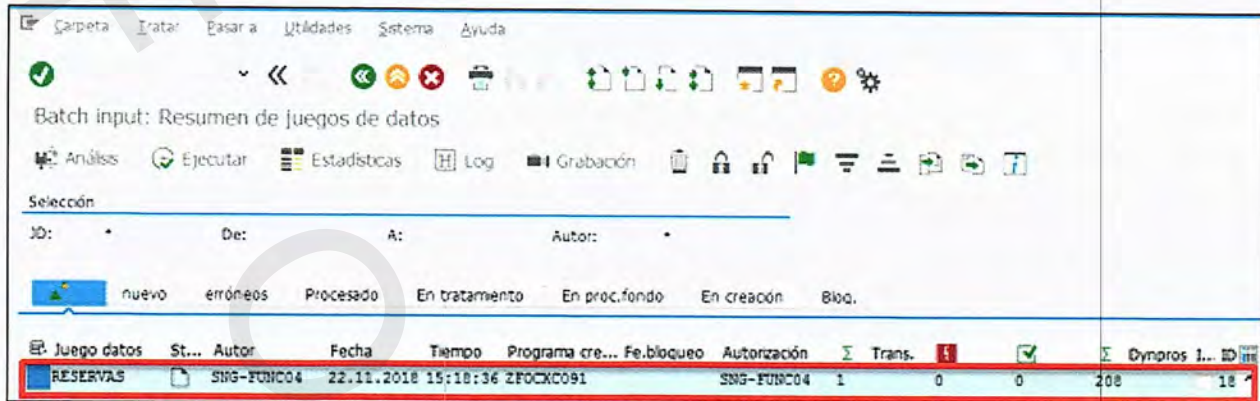 Carpeta Tratar Pasar a Utilidades Sistema Ayuda
Batch input: Resumen de juegos de datos
Análisis Ejecutar Estadísticas Log Grabación
Selección
JD: * De: A: Autor: *
nuevo erróneos Procesado En tratamiento En proc.fondo En creación Bloq.
Juego datos St... Autor Fecha Tiempo Programa cre... Fe.bloqueo Autorización Σ Trans. Σ Dynpros I... ID
RESERVAS SNG-FUNC04 22.11.2018 15:18:36 ZFOCXC091 SNG-FUNC04 1 0 0 208 18